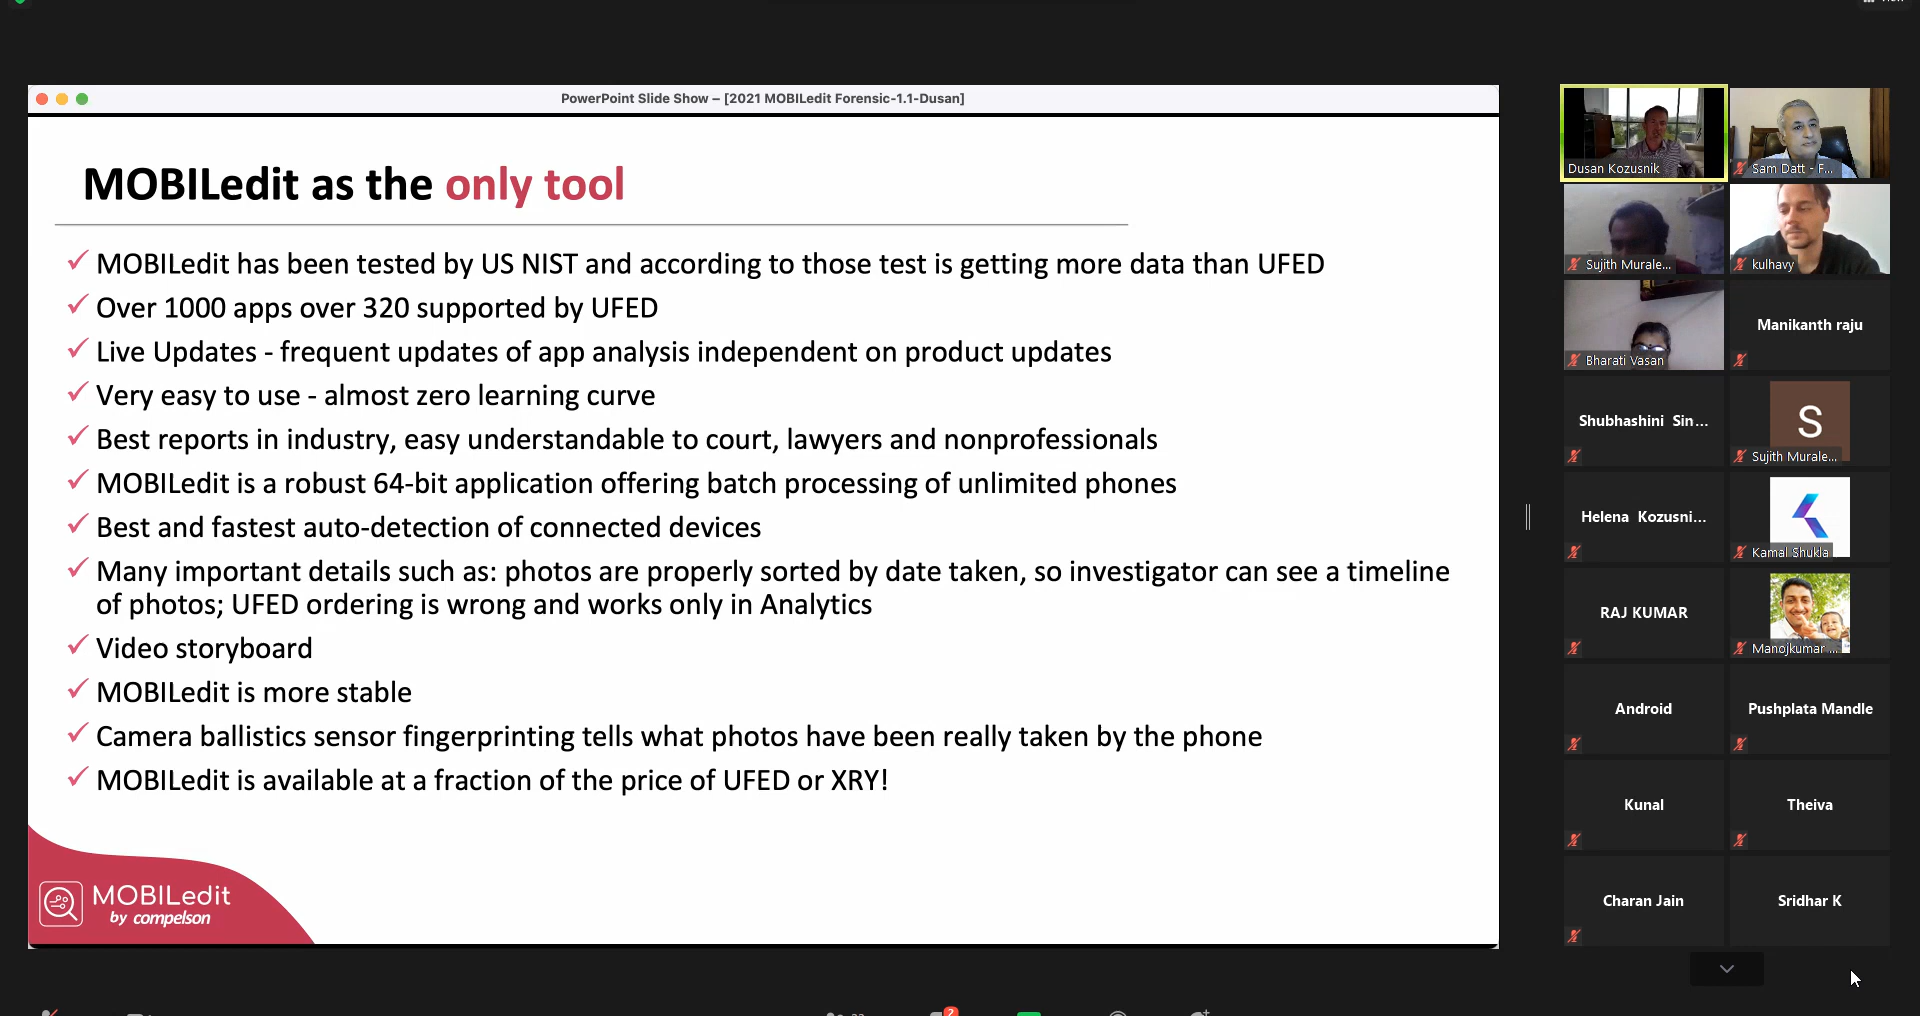 PowerPoint Slide Show – [2021 MOBILedit Forensic-1.1-Dusan]
MOBILedit as the only tool
✓ MOBILedit has been tested by US NIST and according to those test is getting more data than UFED
✓ Over 1000 apps over 320 supported by UFED
✓ Live Updates - frequent updates of app analysis independent on product updates
✓ Very easy to use - almost zero learning curve
✓ Best reports in industry, easy understandable to court, lawyers and nonprofessionals
✓ MOBILedit is a robust 64-bit application offering batch processing of unlimited phones
✓ Best and fastest auto-detection of connected devices
✓ Many important details such as: photos are properly sorted by date taken, so investigator can see a timeline
of photos; UFED ordering is wrong and works only in Analytics
✓ Video storyboard
✓ MOBILedit is more stable
✓ Camera ballistics sensor fingerprinting tells what photos have been really taken by the phone
✓ MOBILedit is available at a fraction of the price of UFED or XRY!
MOBILedit
by compelson
Dusan Kozusnik
Sam Datt - F...
Sujith Murale...
kulhavy
Bharati Vasan
Manikanth raju
Shubhashini Sin...
S
Sujith Murale...
Helena Kozusni...
Kamal Shukla
RAJ KUMAR
Manojkumar ...
Android
Pushplata Mandle
Kunal
Theiva
Charan Jain
Sridhar K
2